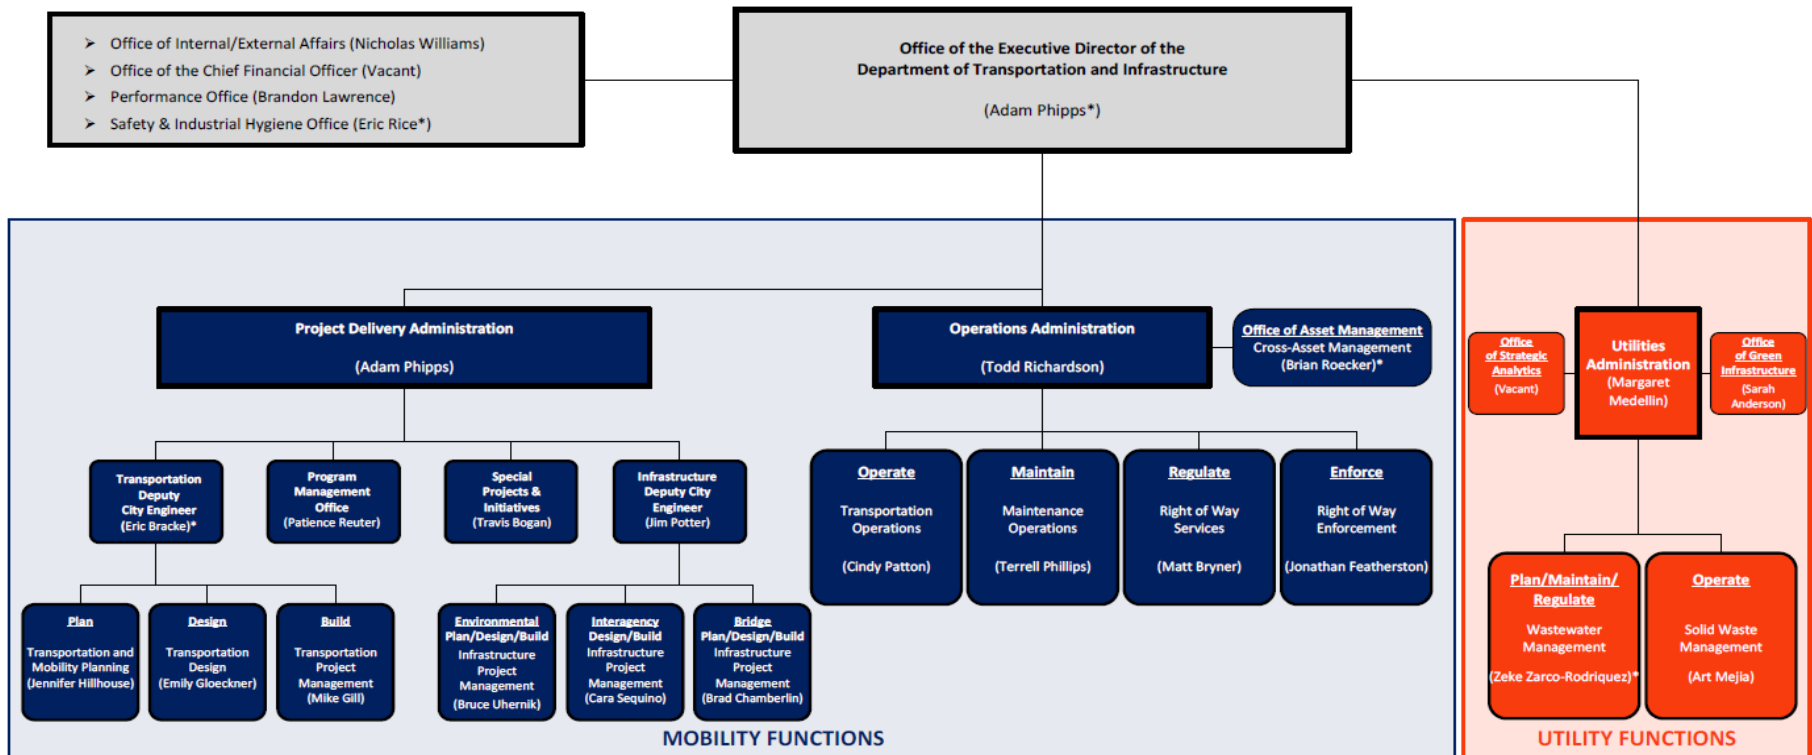 ➢ Office of Internal/External Affairs (Nicholas Williams)
➢ Office of the Chief Financial Officer (Vacant)
➢ Performance Office (Brandon Lawrence)
➢ Safety & Industrial Hygiene Office (Eric Rice*)
Office of the Executive Director of the
Department of Transportation and Infrastructure
(Adam Phipps*)
Project Delivery Administration
(Adam Phipps)
Operations Administration
(Todd Richardson)
Office of Asset Management
Cross-Asset Management
(Brian Roecker)*
Office
of Strategic
Analytics
(Vacant)
Utilities
Administration
(Margaret
Medellin)
Office
of Green
Infrastructure
(Sarah
Anderson)
Transportation
Deputy
City Engineer
(Eric Bracke)*
Program
Management
Office
(Patience Reuter)
Special
Projects &
Initiatives
(Travis Bogan)
Infrastructure
Deputy City
Engineer
(Jim Potter)
Operate
Transportation
Operations
(Cindy Patton)
Maintain
Maintenance
Operations
(Terrell Phillips)
Regulate
Right of Way
Services
(Matt Bryner)
Enforce
Right of Way
Enforcement
(Jonathan Featherston)
Plan/Maintain/
Regulate
Wastewater
Management
(Zeke Zarco-Rodriquez)*
Operate
Solid Waste
Management
(Art Mejia)
Plan
Transportation and
Mobility Planning
(Jennifer Hillhouse)
Design
Transportation
Design
(Emily Gloeckner)
Build
Transportation
Project
Management
(Mike Gill)
Environmental
Plan/Design/Build
Infrastructure
Project
Management
(Bruce Uhernik)
Interagency
Design/Build
Infrastructure
Project
Management
(Cara Sequino)
Bridge
Plan/Design/Build
Infrastructure
Project
Management
(Brad Chamberlin)
MOBILITY FUNCTIONS
UTILITY FUNCTIONS